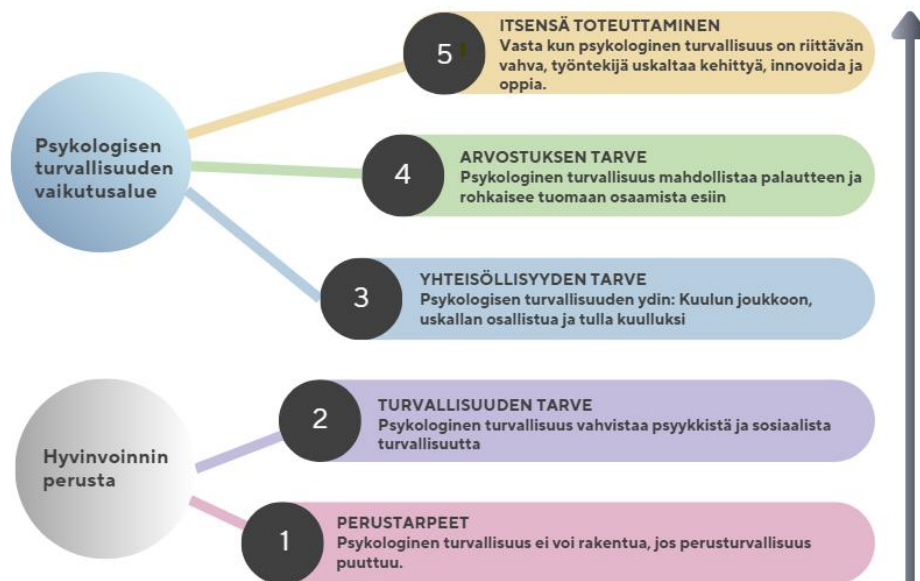 5
ITSENSÄ TOTEUTTAMINEN
Vasta kun psykologinen turvallisuus on riittävän
vahva, työntekijä uskaltaa kehittyä, innovoida ja
oppia.
Psykologisen
turvallisuuden
vaikutusalue
4
ARVOSTUKSEN TARVE
Psykologinen turvallisuus mahdollistaa palautteen ja
rohkaisee tuomaan osaamista esiin
3
YHTEISÖLLISYYDEN TARVE
Psykologisen turvallisuuden ydin: Kuulun joukkoon,
uskallan osallistua ja tulla kuulluksi
2
TURVALLISUUDEN TARVE
Psykologinen turvallisuus vahvistaa psyykkistä ja sosiaalista
turvallisuutta
Hyvinvoinnin
perusta
1
PERUSTARPEET
Psykologinen turvallisuus ei voi rakentua, jos perusturvallisuus
puuttuu.